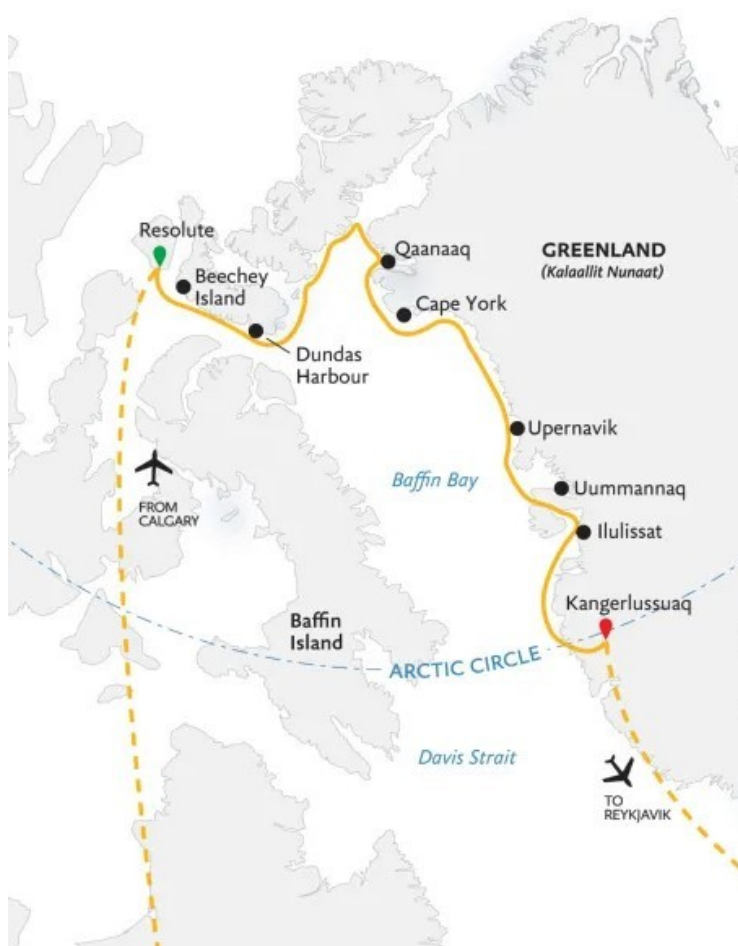 Resolute
Beechey
Island
Qaanaaq
GREENLAND
(Kalaallit Nunaat)
Cape York
Dundas
Harbour
Upernavik
Baffin Bay
FROM
CALGARY
Uummannaq
Ilulissat
Kangerlussuaq
Baffin
Island
ARCTIC CIRCLE
Davis Strait
TO
REYKJAVIK